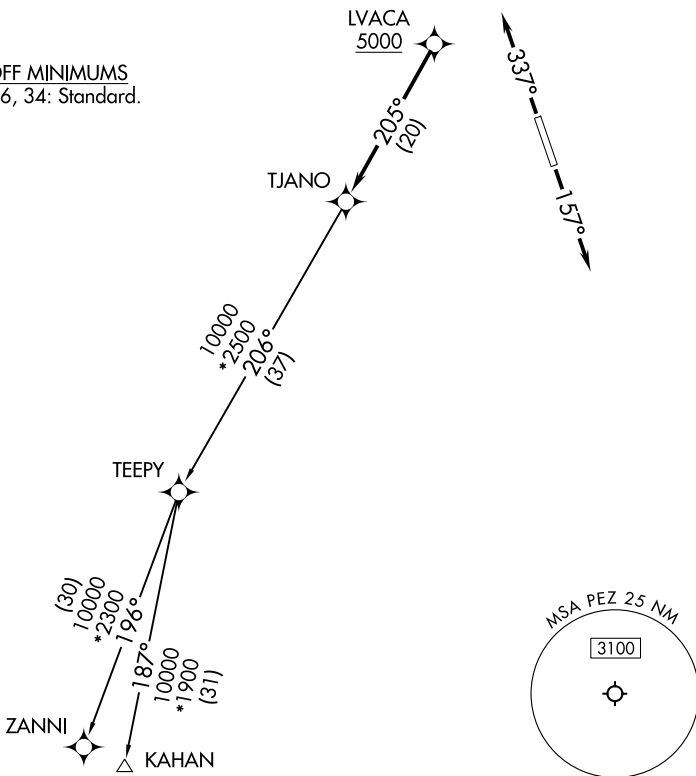 LVACA
5000
OFF MINIMUMS
6, 34: Standard.
337°
157°
205°
(20)
TJANO
10000
*2500
206°
(37)
TEEPY
(30)
10000
*2300
196°
187°
10000
*1900
(31)
ZANNI
KAHAN
MSA PEZ 25 NM
3100